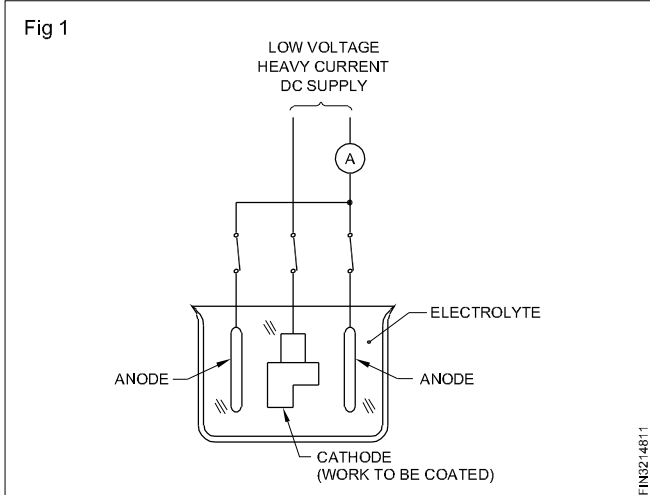 Fig 1
LOW VOLTAGE
HEAVY CURRENT
DC SUPPLY
A
ELECTROLYTE
ANODE
ANODE
CATHODE
(WORK TO BE COATED)
FIN3214811